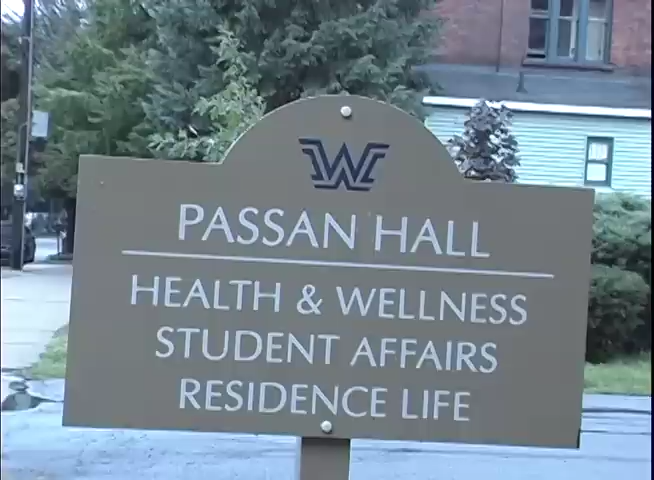 W
PASSAN HALL
HEALTH & WELLNESS
STUDENT AFFAIRS
RESIDENCE LIFE